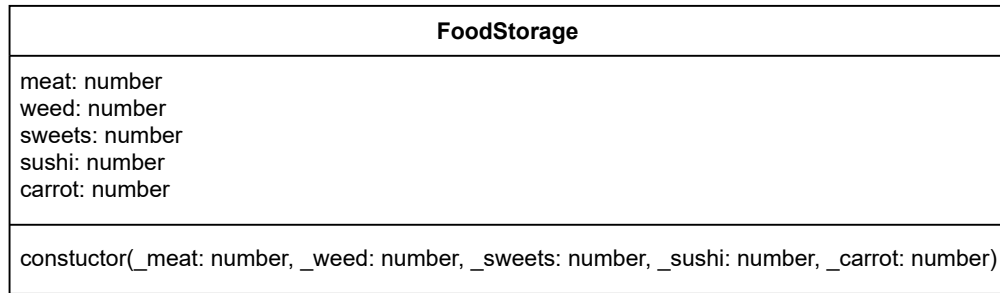 FoodStorage
meat: number
weed: number
sweets: number
sushi: number
carrot: number
constuctor(_meat: number, _weed: number, _sweets: number, _sushi: number, _carrot: number)